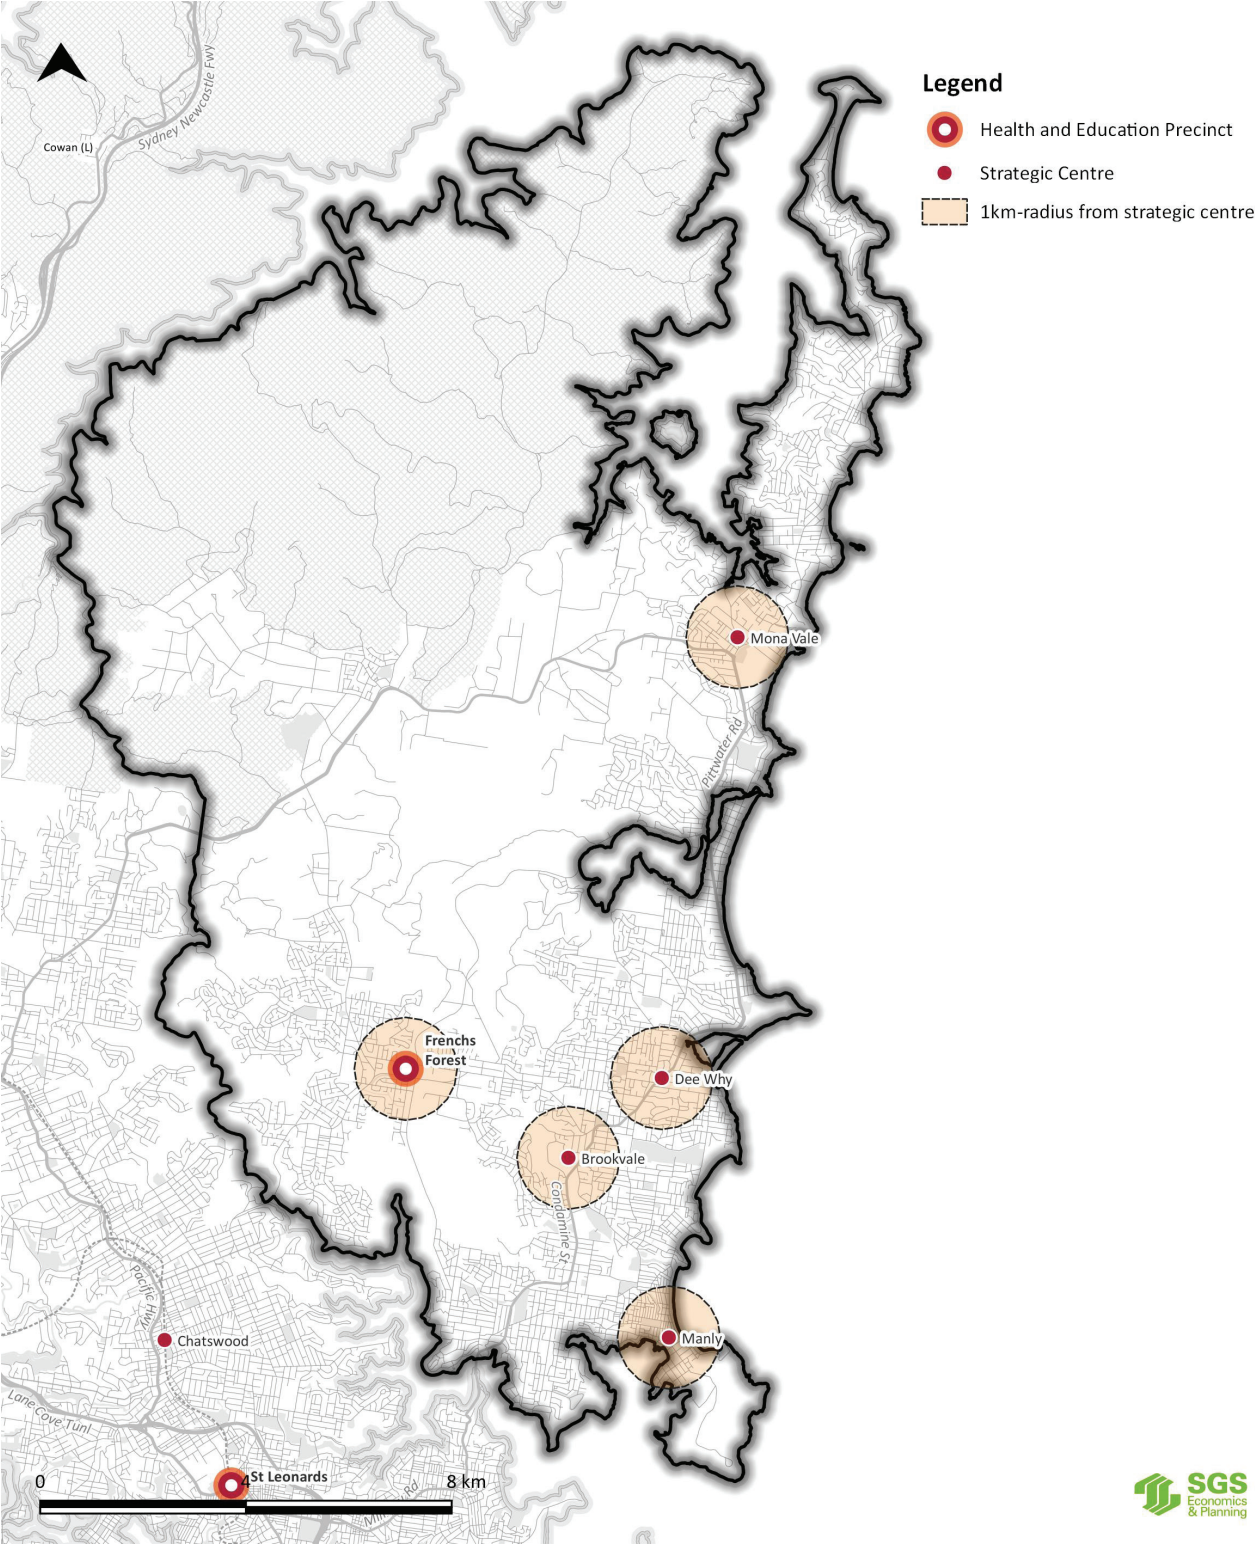 Legend
Health and Education Precinct
Strategic Centre
1km-radius from strategic centre
Sydney Newcastle Fwy
Cowan (L)
Mona Vale
Pittwater Rd
Frenchs
Forest
Dee Why
Brookvale
Condamine St
Pacific Hwy
Chatswood
Manly
Lane Cove Tunl
St Leonards
0
4
8 km
Rd
SGS
Economics
& Planning